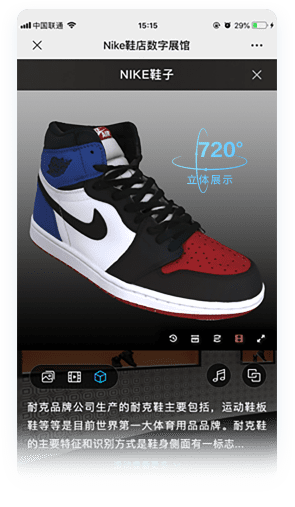 中国联通
15:15
29%
Nike鞋店数字展馆
NIKE鞋子
720°
立体展示
耐克品牌公司生产的耐克鞋主要包括，运动鞋板
鞋等等是目前世界第一大体育用品品牌。耐克鞋
的主要特征和识别方式是鞋身侧面有一标志...